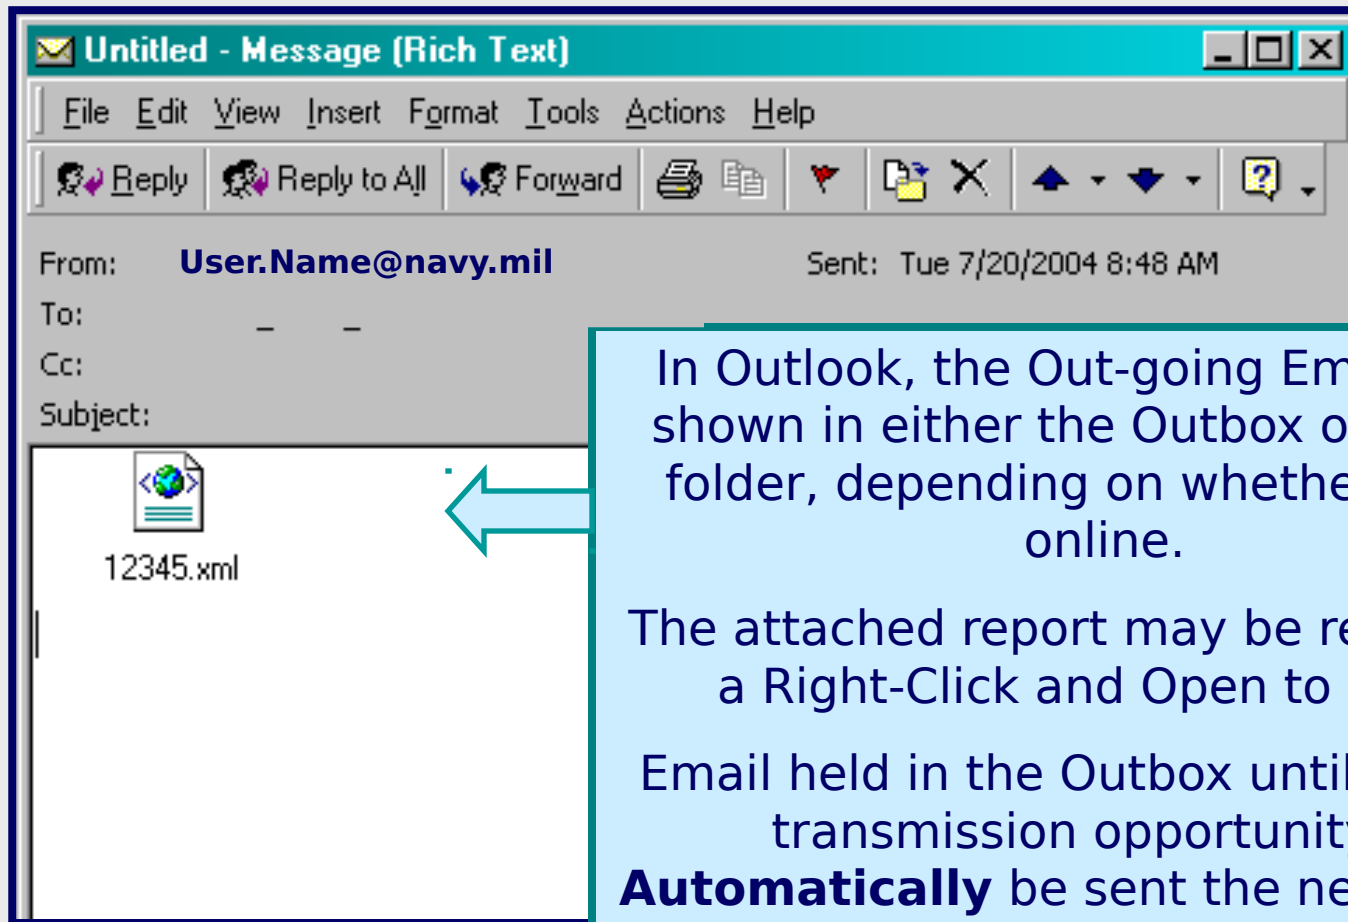 Untitled - Message (Rich Text)
File Edit View Insert Format Tools Actions Help
Reply Reply to All Forward
From: User.Name@navy.mil Sent: Tue 7/20/2004 8:48 AM
To: _ _
Cc:
Subject:
12345.xml
In Outlook, the Out-going Em
shown in either the Outbox o
folder, depending on whethe
online.
The attached report may be re
a Right-Click and Open to
Email held in the Outbox until
transmission opportunity
Automatically be sent the ne